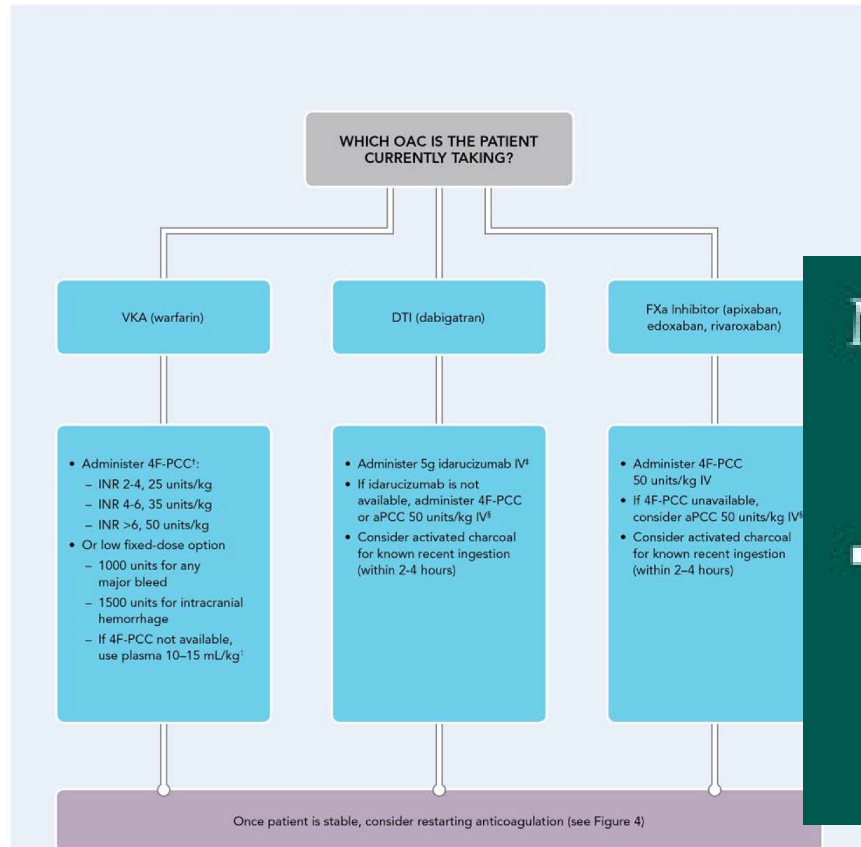 WHICH OAC IS THE PATIENT
CURRENTLY TAKING?
VKA (warfarin)
DTI (dabigatran)
FXa Inhibitor (apixaban,
edoxaban, rivaroxaban)
• Administer 4F-PCC†:
– INR 2-4, 25 units/kg
– INR 4-6, 35 units/kg
– INR >6, 50 units/kg
• Or low fixed-dose option
– 1000 units for any
major bleed
– 1500 units for intracranial
hemorrhage
– If 4F-PCC not available,
use plasma 10–15 mL/kg†
• Administer 5g idarucizumab IV‡
• If idarucizumab is not
available, administer 4F-PCC
or aPCC 50 units/kg IV§
• Consider activated charcoal
for known recent ingestion
(within 2-4 hours)
• Administer 4F-PCC
50 units/kg IV
• If 4F-PCC unavailable,
consider aPCC 50 units/kg IV§
• Consider activated charcoal
for known recent ingestion
(within 2–4 hours)
Once patient is stable, consider restarting anticoagulation (see Figure 4)